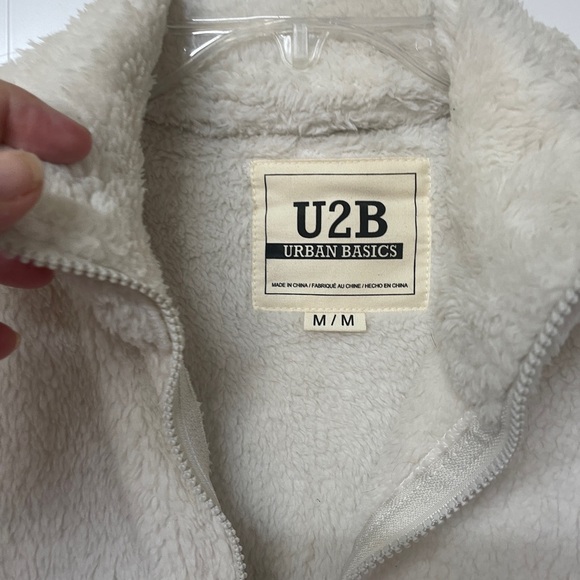 U2B
URBAN BASICS
MADE IN CHINA / FABRIQUÉ AU CHINE / HECHO EN CHINA
M / M